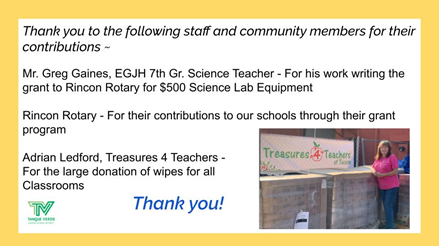 Thank you to the following staff and community members for their
contributions ~
Mr. Greg Gaines, EGJH 7th Gr. Science Teacher - For his work writing the
grant to Rincon Rotary for $500 Science Lab Equipment
Rincon Rotary - For their contributions to our schools through their grant
program
Adrian Ledford, Treasures 4 Teachers -
For the large donation of wipes for all
Classrooms
Treasures 4 Teachers
of Tucson
TV
TANQUE VERDE
Thank you!